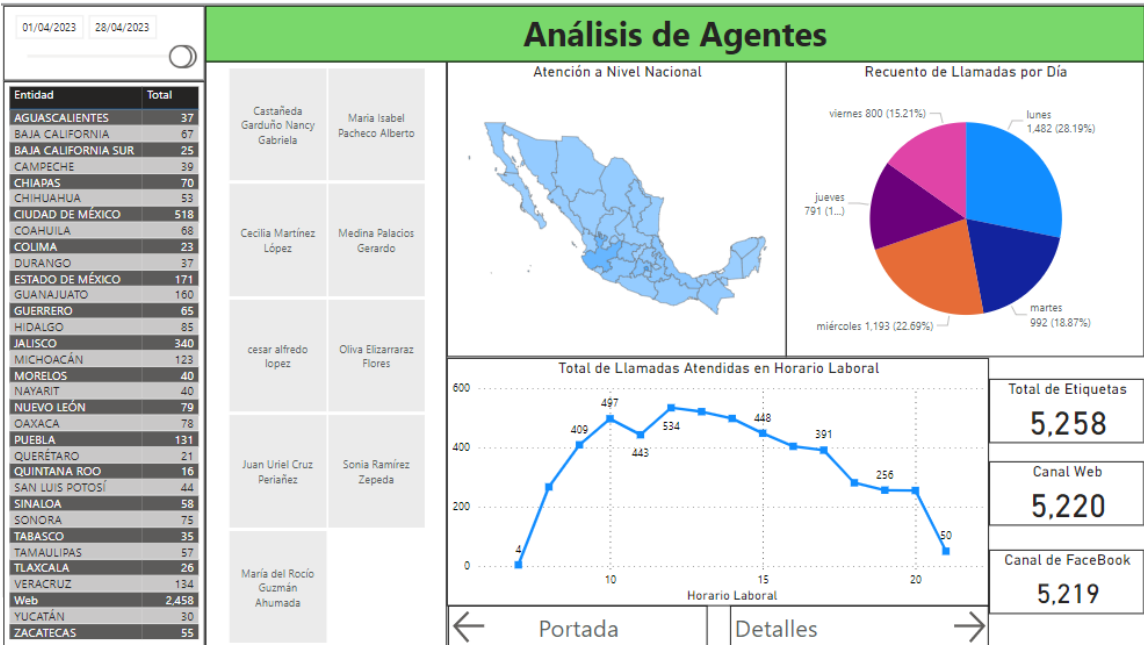 01/04/2023 28/04/2023
Análisis de Agentes
Entidad Total
AGUASCALIENTES 37
BAJA CALIFORNIA 67
BAJA CALIFORNIA SUR 25
CAMPECHE 39
CHIAPAS 70
CHIHUAHUA 53
CIUDAD DE MÉXICO 518
COAHUILA 68
COLIMA 23
DURANGO 37
ESTADO DE MÉXICO 171
GUANAJUATO 160
GUERRERO 65
HIDALGO 85
JALISCO 340
MICHOACÁN 123
MORELOS 40
NAYARIT 40
NUEVO LEÓN 79
OAXACA 78
PUEBLA 131
QUERÉTARO 21
QUINTANA ROO 16
SAN LUIS POTOSÍ 44
SINALOA 58
SONORA 75
TABASCO 35
TAMAULIPAS 57
TLAXCALA 26
VERACRUZ 134
Web 2,458
YUCATÁN 30
ZACATECAS 55
Castañeda
Garduño Nancy
Gabriela
Maria Isabel
Pacheco Alberto
Cecilia Martínez
López
Medina Palacios
Gerardo
cesar alfredo
lopez
Oliva Elizarraraz
Flores
Juan Uriel Cruz
Periañez
Sonia Ramírez
Zepeda
María del Rocío
Guzmán
Ahumada
Atención a Nivel Nacional
Recuento de Llamadas por Día
viernes 800 (15.21%)
lunes
1,482 (28.19%)
jueves
791 (1...)
miércoles 1,193 (22.69%)
martes
992 (18.87%)
Total de Llamadas Atendidas en Horario Laboral
600
400
200
0
4
409
497
443
534
448
391
256
50
10 15 20
Horario Laboral
Total de Etiquetas
5,258
Canal Web
5,220
Canal de FaceBook
5,219
Portada
Detalles